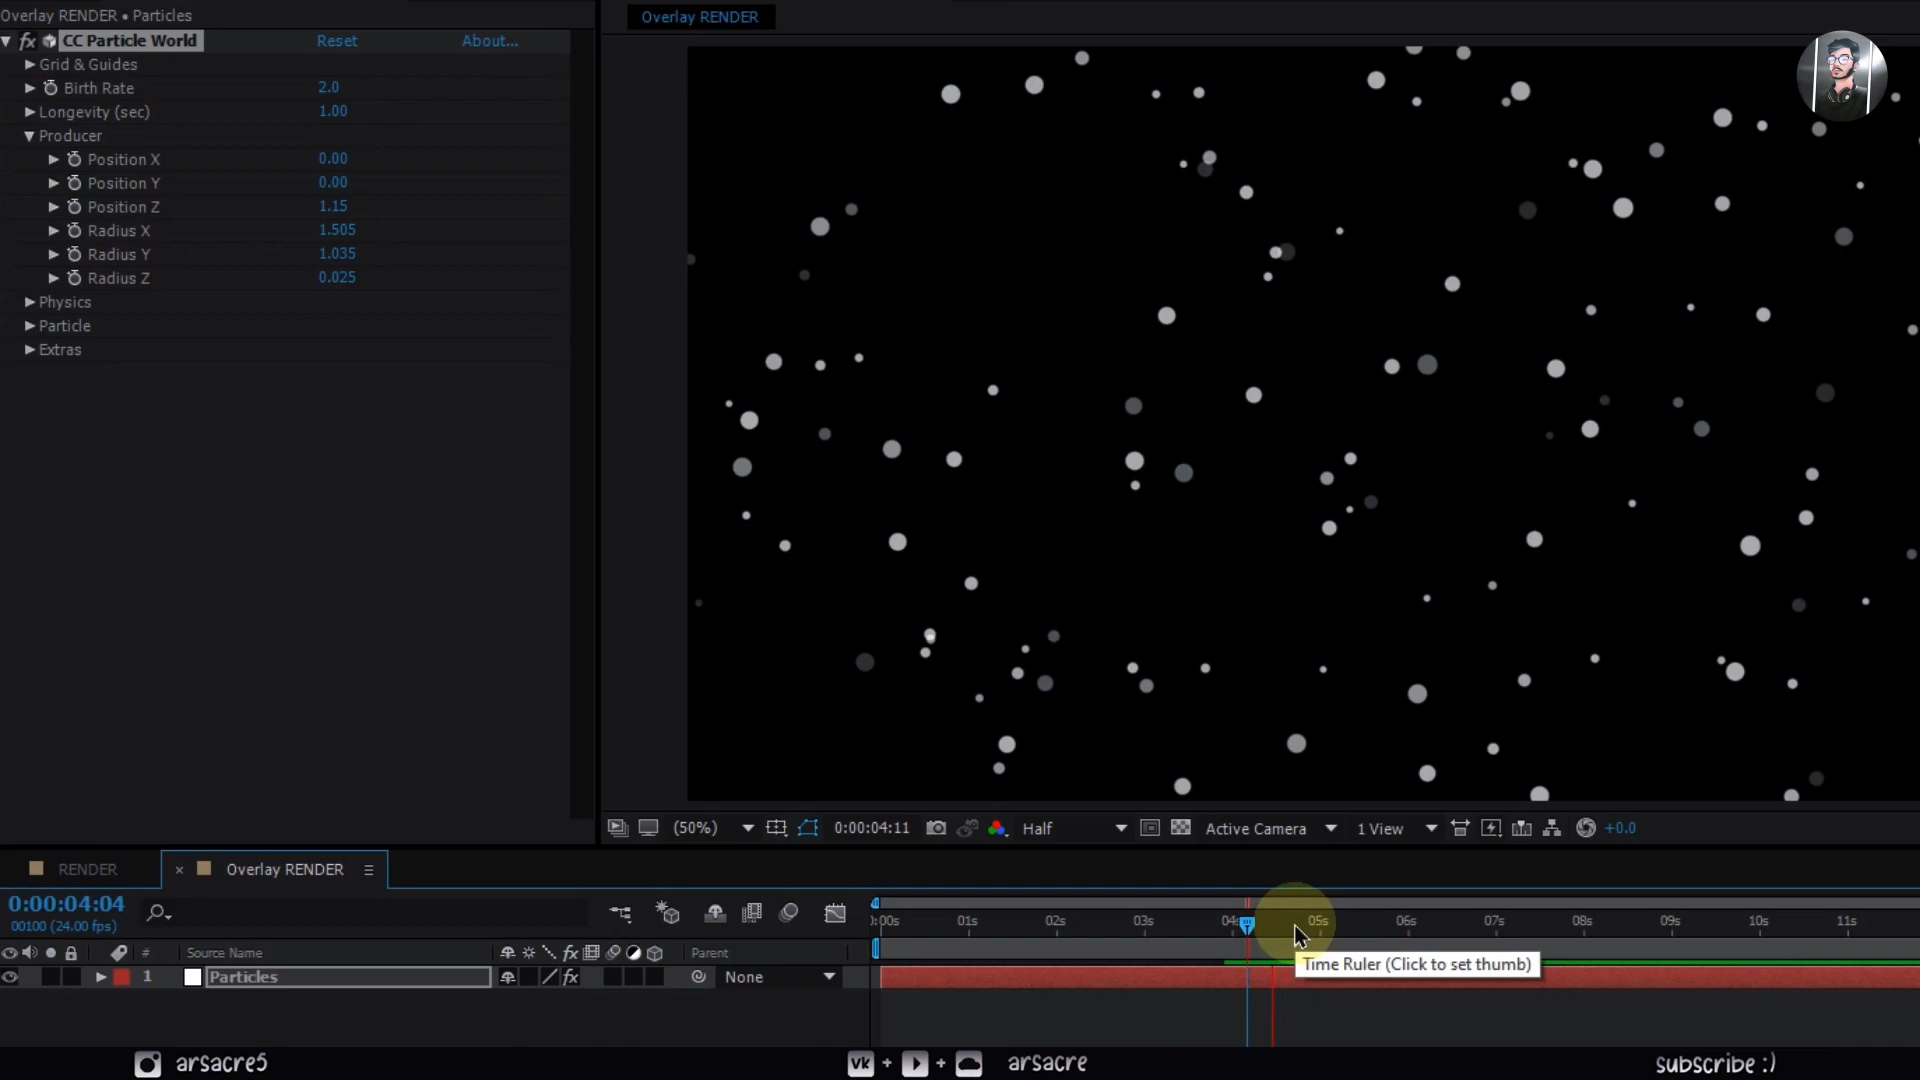 Overlay RENDER • Particles
fx CC Particle World Reset About...
Grid & Guides
Birth Rate 2.0
Longevity (sec) 1.00
Producer
Position X 0.00
Position Y 0.00
Position Z 1.15
Radius X 1.505
Radius Y 1.035
Radius Z 0.025
Physics
Particle
Extras
Overlay RENDER
(50%) 0:00:04:11 Half Active Camera 1 View +0.0
RENDER × Overlay RENDER
0:00:04:04
00100 (24.00 fps)
:00s 01s 02s 03s 04s 05s 06s 07s 08s 09s 10s 11s
# Source Name fx Parent
1 Particles fx None
Time Ruler (Click to set thumb)
arsacre5 VK + + arsacre subscribe :)